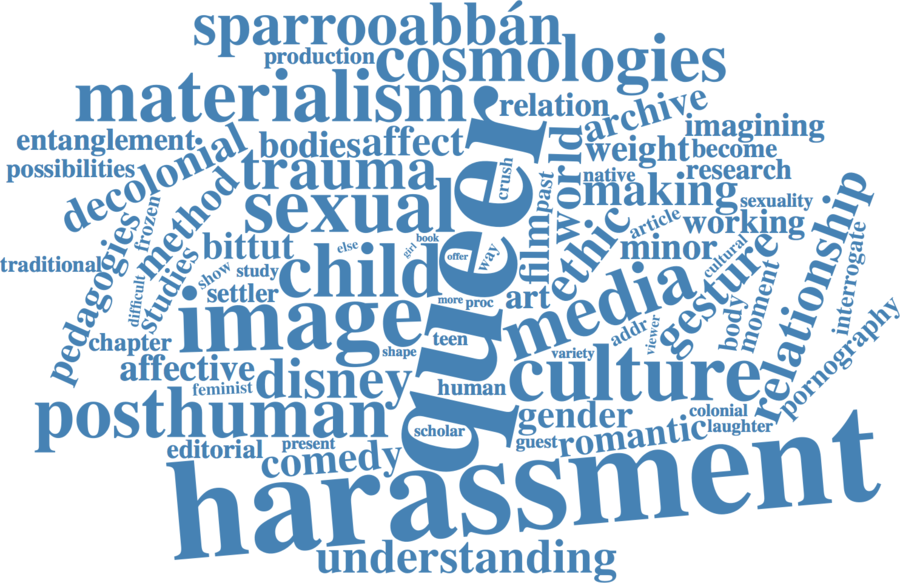 sparrooabbán
production
cosmologies
materialism
relation
archive
imagining
entanglement
bodies
affect
weight
become
possibilities
decolonial
trauma
crush
native
research
world
past
making
sexuality
frozen
method
sexual
queer
film
ethic
article
working
relationship
pedagogies
bittut
else
book
girl
offer
way
minor
cultural
interrogate
traditional
studies
show
study
child
settler
more
proc
art
media
gesture
body
moment
difficult
image
addr
viewer
chapter
shape
teen
variety
pornography
affective
feminist
disney
human
culture
posthuman
scholar
gender
colonial
guest
romantic
laughter
editorial
present
comedy
harassment
understanding